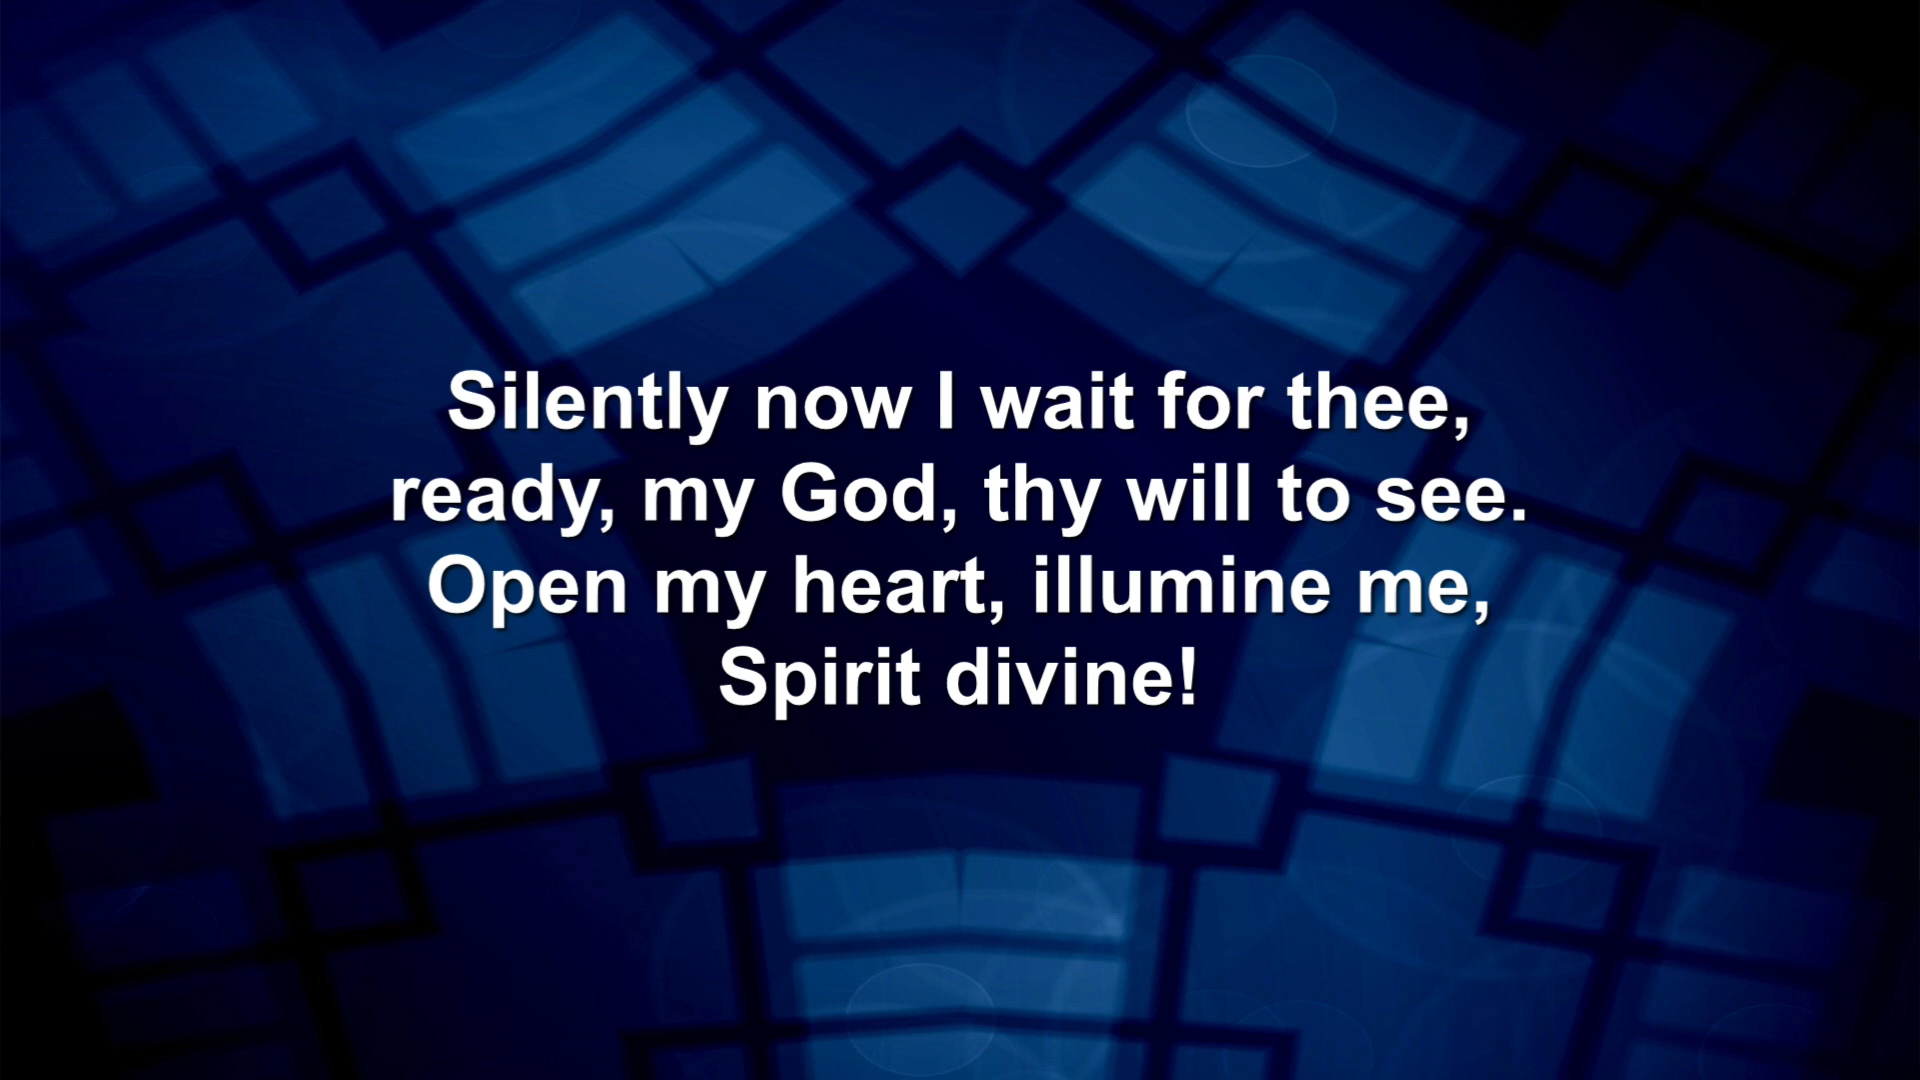 Silently now I wait for thee,
ready, my God, thy will to see.
Open my heart, illumine me,
Spirit divine!